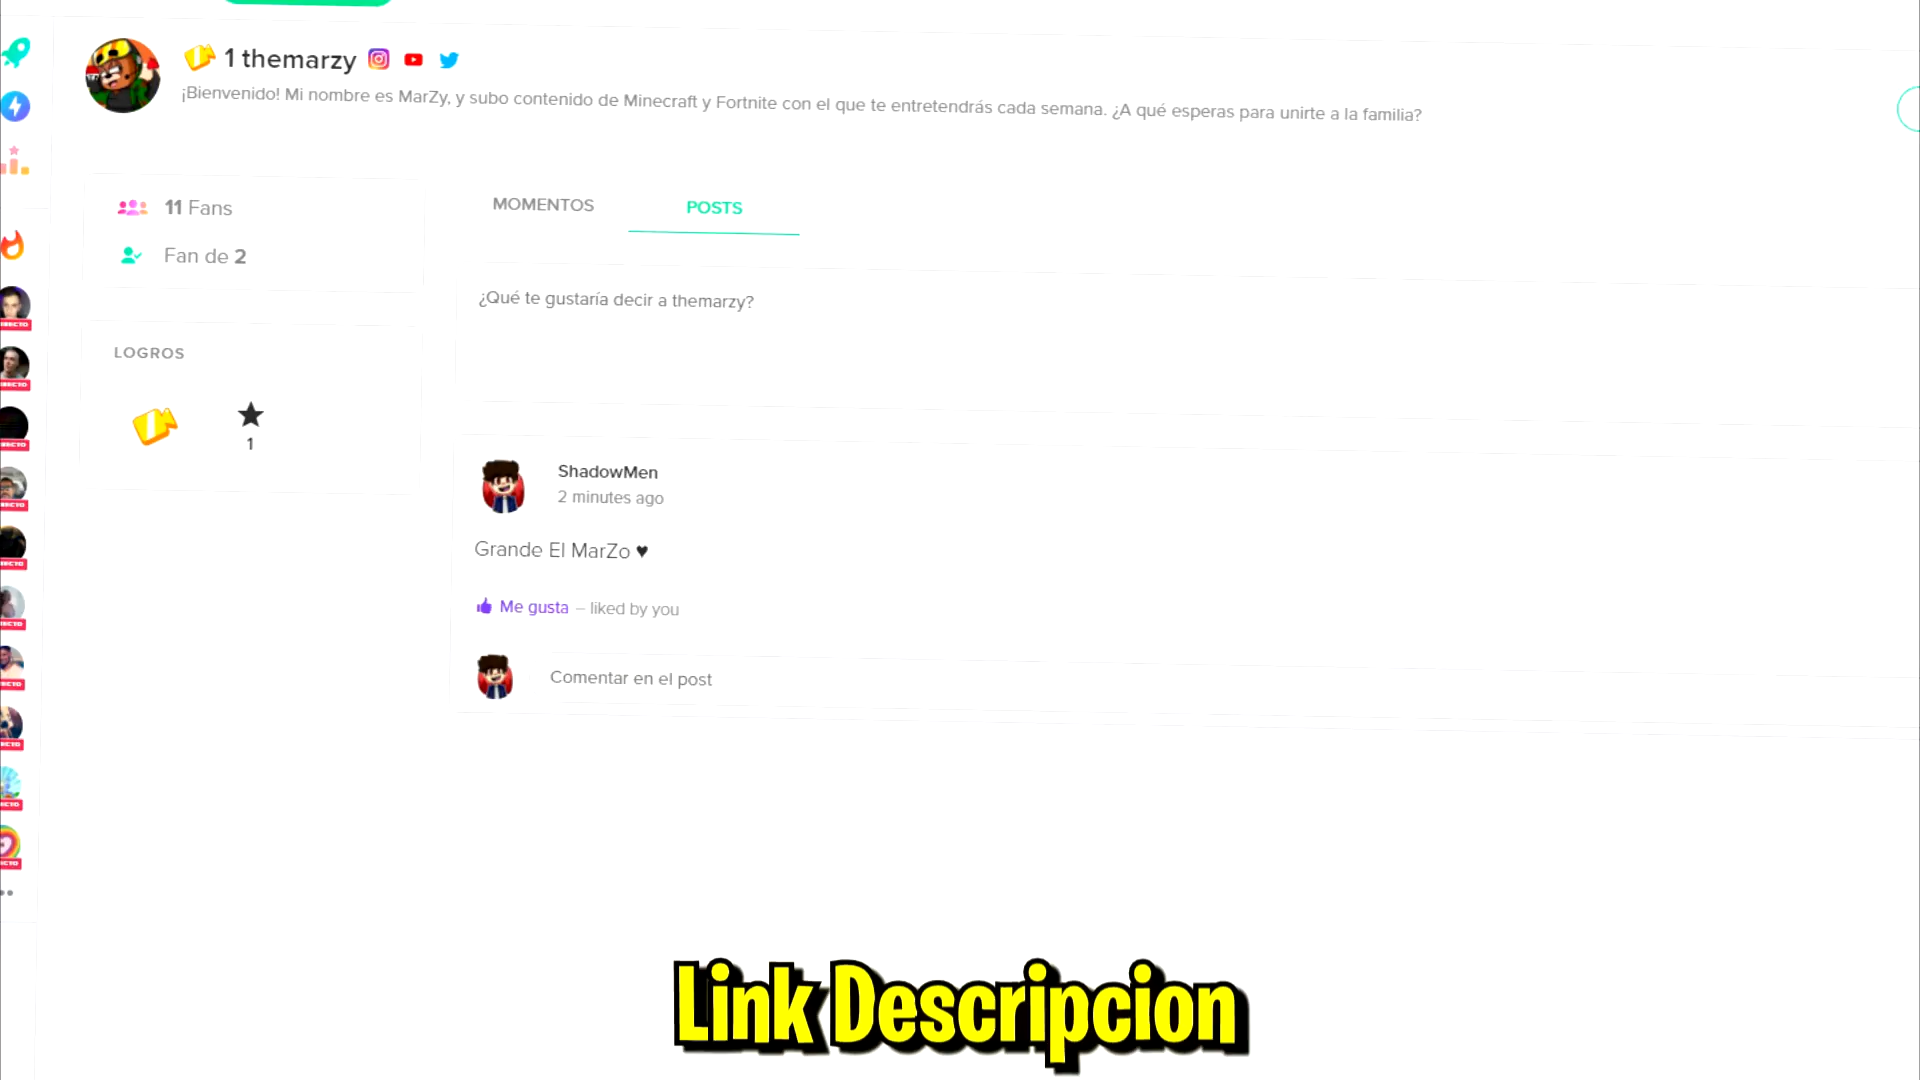 1 themarzy
¡Bienvenido! Mi nombre es MarZy, y subo contenido de Minecraft y Fortnite con el que te entretendrás cada semana. ¿A qué esperas para unirte a la familia?
11 Fans
Fan de 2
LOGROS
1
MOMENTOS
POSTS
¿Qué te gustaría decir a themarzy?
ShadowMen
2 minutes ago
Grande El MarZo ♥
Me gusta – liked by you
Comentar en el post
Link Descripcion